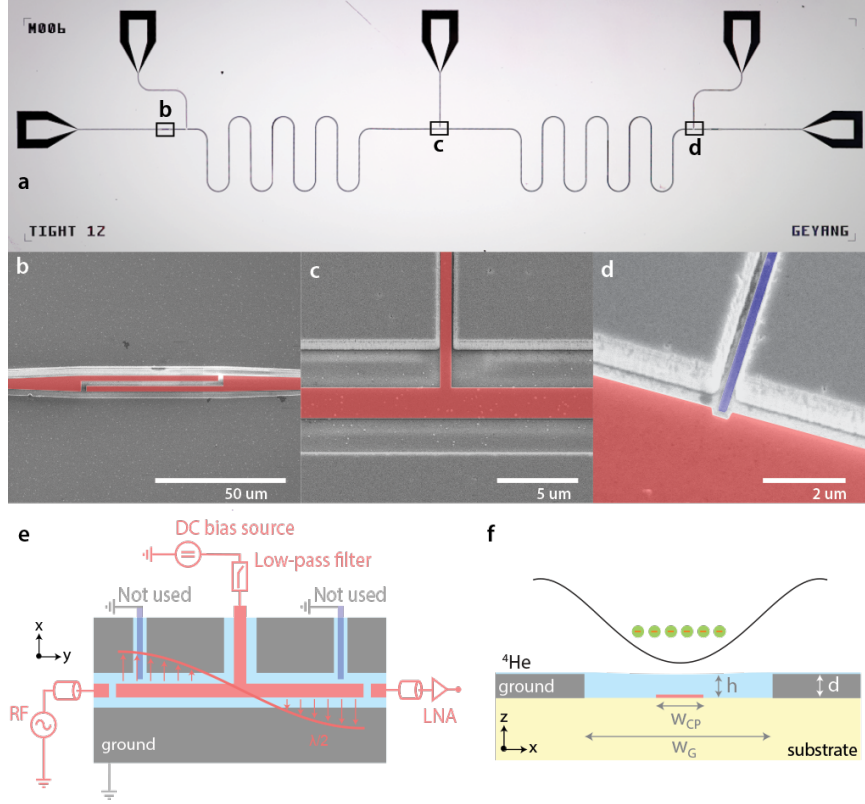 M006
b
c
d
a
TIGHT 12
GEYANG
b
50 um
c
5 um
d
2 um
e
DC bias source
Low-pass filter
Not used
Not used
x
y
RF
LNA
λ/2
ground
f
⁴He
ground
h
d
W_CP
z
x
W_G
substrate